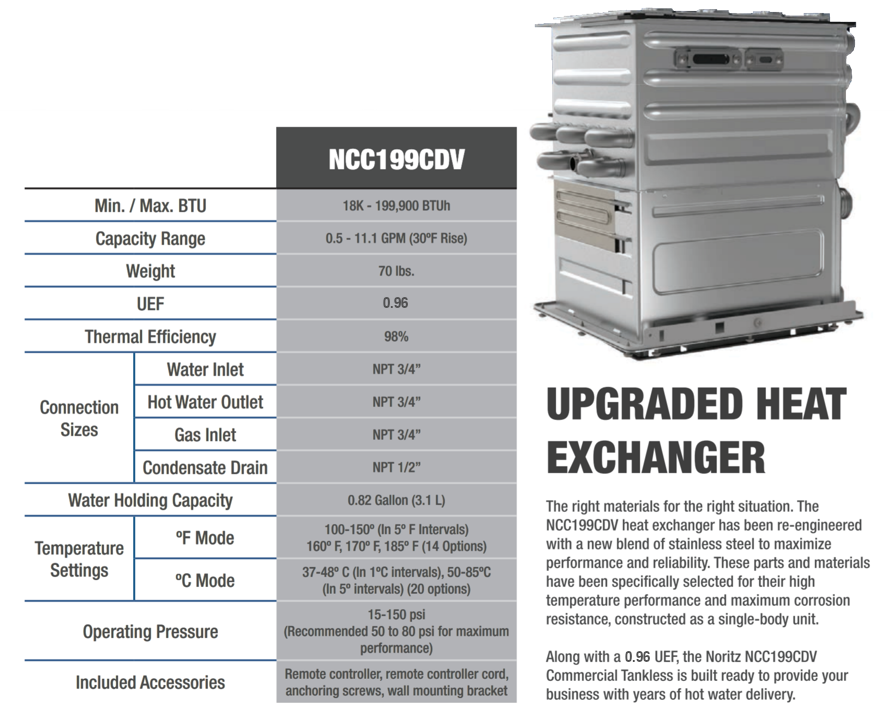 NCC199CDV
Min. / Max. BTU
18K - 199,900 BTUh
Capacity Range
0.5 - 11.1 GPM (30ºF Rise)
Weight
70 lbs.
UEF
0.96
Thermal Efficiency
98%
Connection
Sizes
Water Inlet
NPT 3/4”
Hot Water Outlet
NPT 3/4”
Gas Inlet
NPT 3/4”
Condensate Drain
NPT 1/2”
Water Holding Capacity
0.82 Gallon (3.1 L)
Temperature
Settings
ºF Mode
100-150º (In 5º F Intervals)
160º F, 170º F, 185º F (14 Options)
ºC Mode
37-48º C (In 1ºC intervals), 50-85ºC
(In 5º intervals) (20 options)
Operating Pressure
15-150 psi
(Recommended 50 to 80 psi for maximum
performance)
Included Accessories
Remote controller, remote controller cord,
anchoring screws, wall mounting bracket
UPGRADED HEAT
EXCHANGER
The right materials for the right situation. The
NCC199CDV heat exchanger has been re-engineered
with a new blend of stainless steel to maximize
performance and reliability. These parts and materials
have been specifically selected for their high
temperature performance and maximum corrosion
resistance, constructed as a single-body unit.
Along with a 0.96 UEF, the Noritz NCC199CDV
Commercial Tankless is built ready to provide your
business with years of hot water delivery.